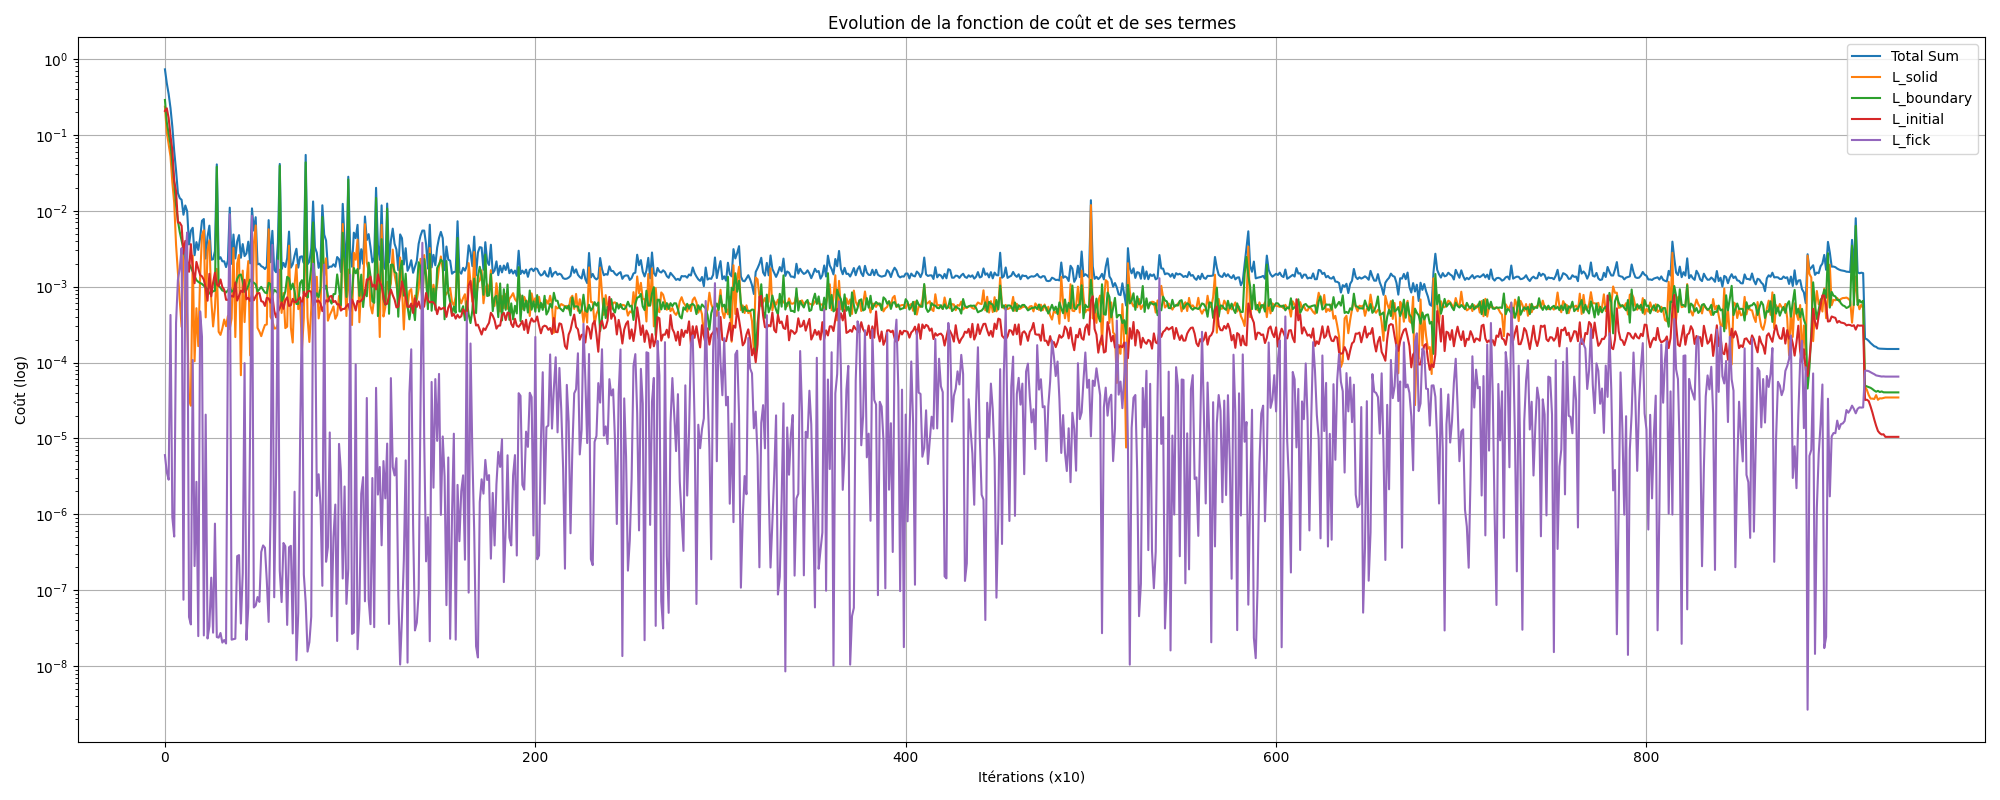 Evolution de la fonction de coût et de ses termes
Total Sum
L_solid
L_boundary
L_initial
L_fick
Coût (log)
10^0
10^-1
10^-2
10^-3
10^-4
10^-5
10^-6
10^-7
10^-8
0 200 400 600 800
Itérations (x10)